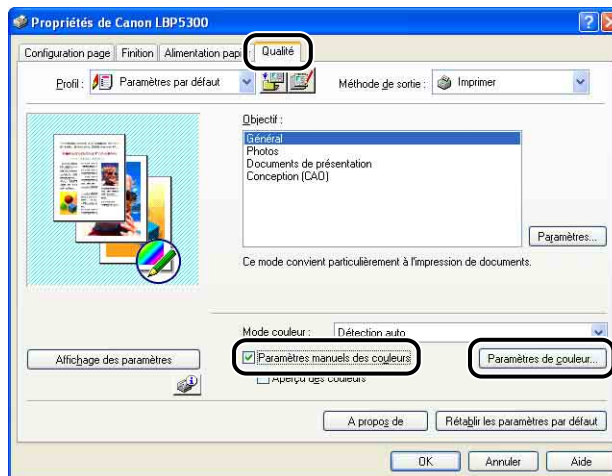 Propriétés de Canon LBP5300
Configuration page Finition Alimentation papier Qualité
Profil : Paramètres par défaut Méthode de sortie : Imprimer
Objectif :
Général
Photos
Documents de présentation
Conception (CAO)
Paramètres...
Ce mode convient particulièrement à l'impression de documents.
Mode couleur : Détection auto
Affichage des paramètres Paramètres manuels des couleurs Paramètres de couleur...
Aperçu des couleurs
A propos de Rétablir les paramètres par défaut
OK Annuler Aide